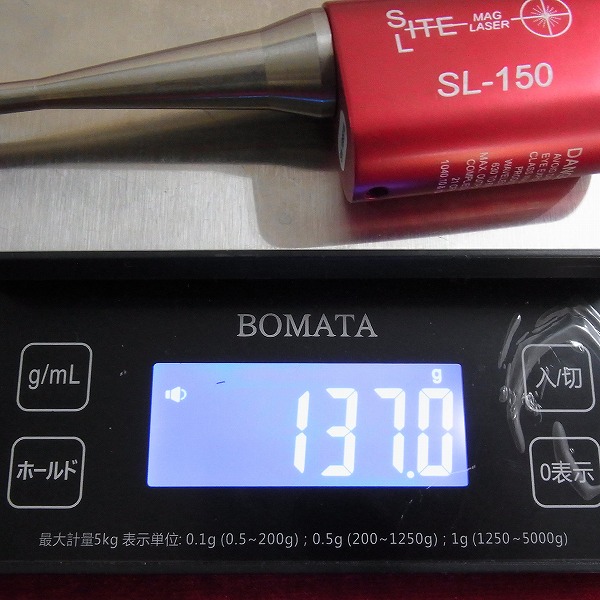 SITE LITE MAG LASER
SL-150
BOMATA
g/mL
入/切
g
137.0
ホールド
0表示
最大計量5kg 表示単位: 0.1g (0.5~200g) ; 0.5g (200~1250g) ; 1g (1250~5000g)